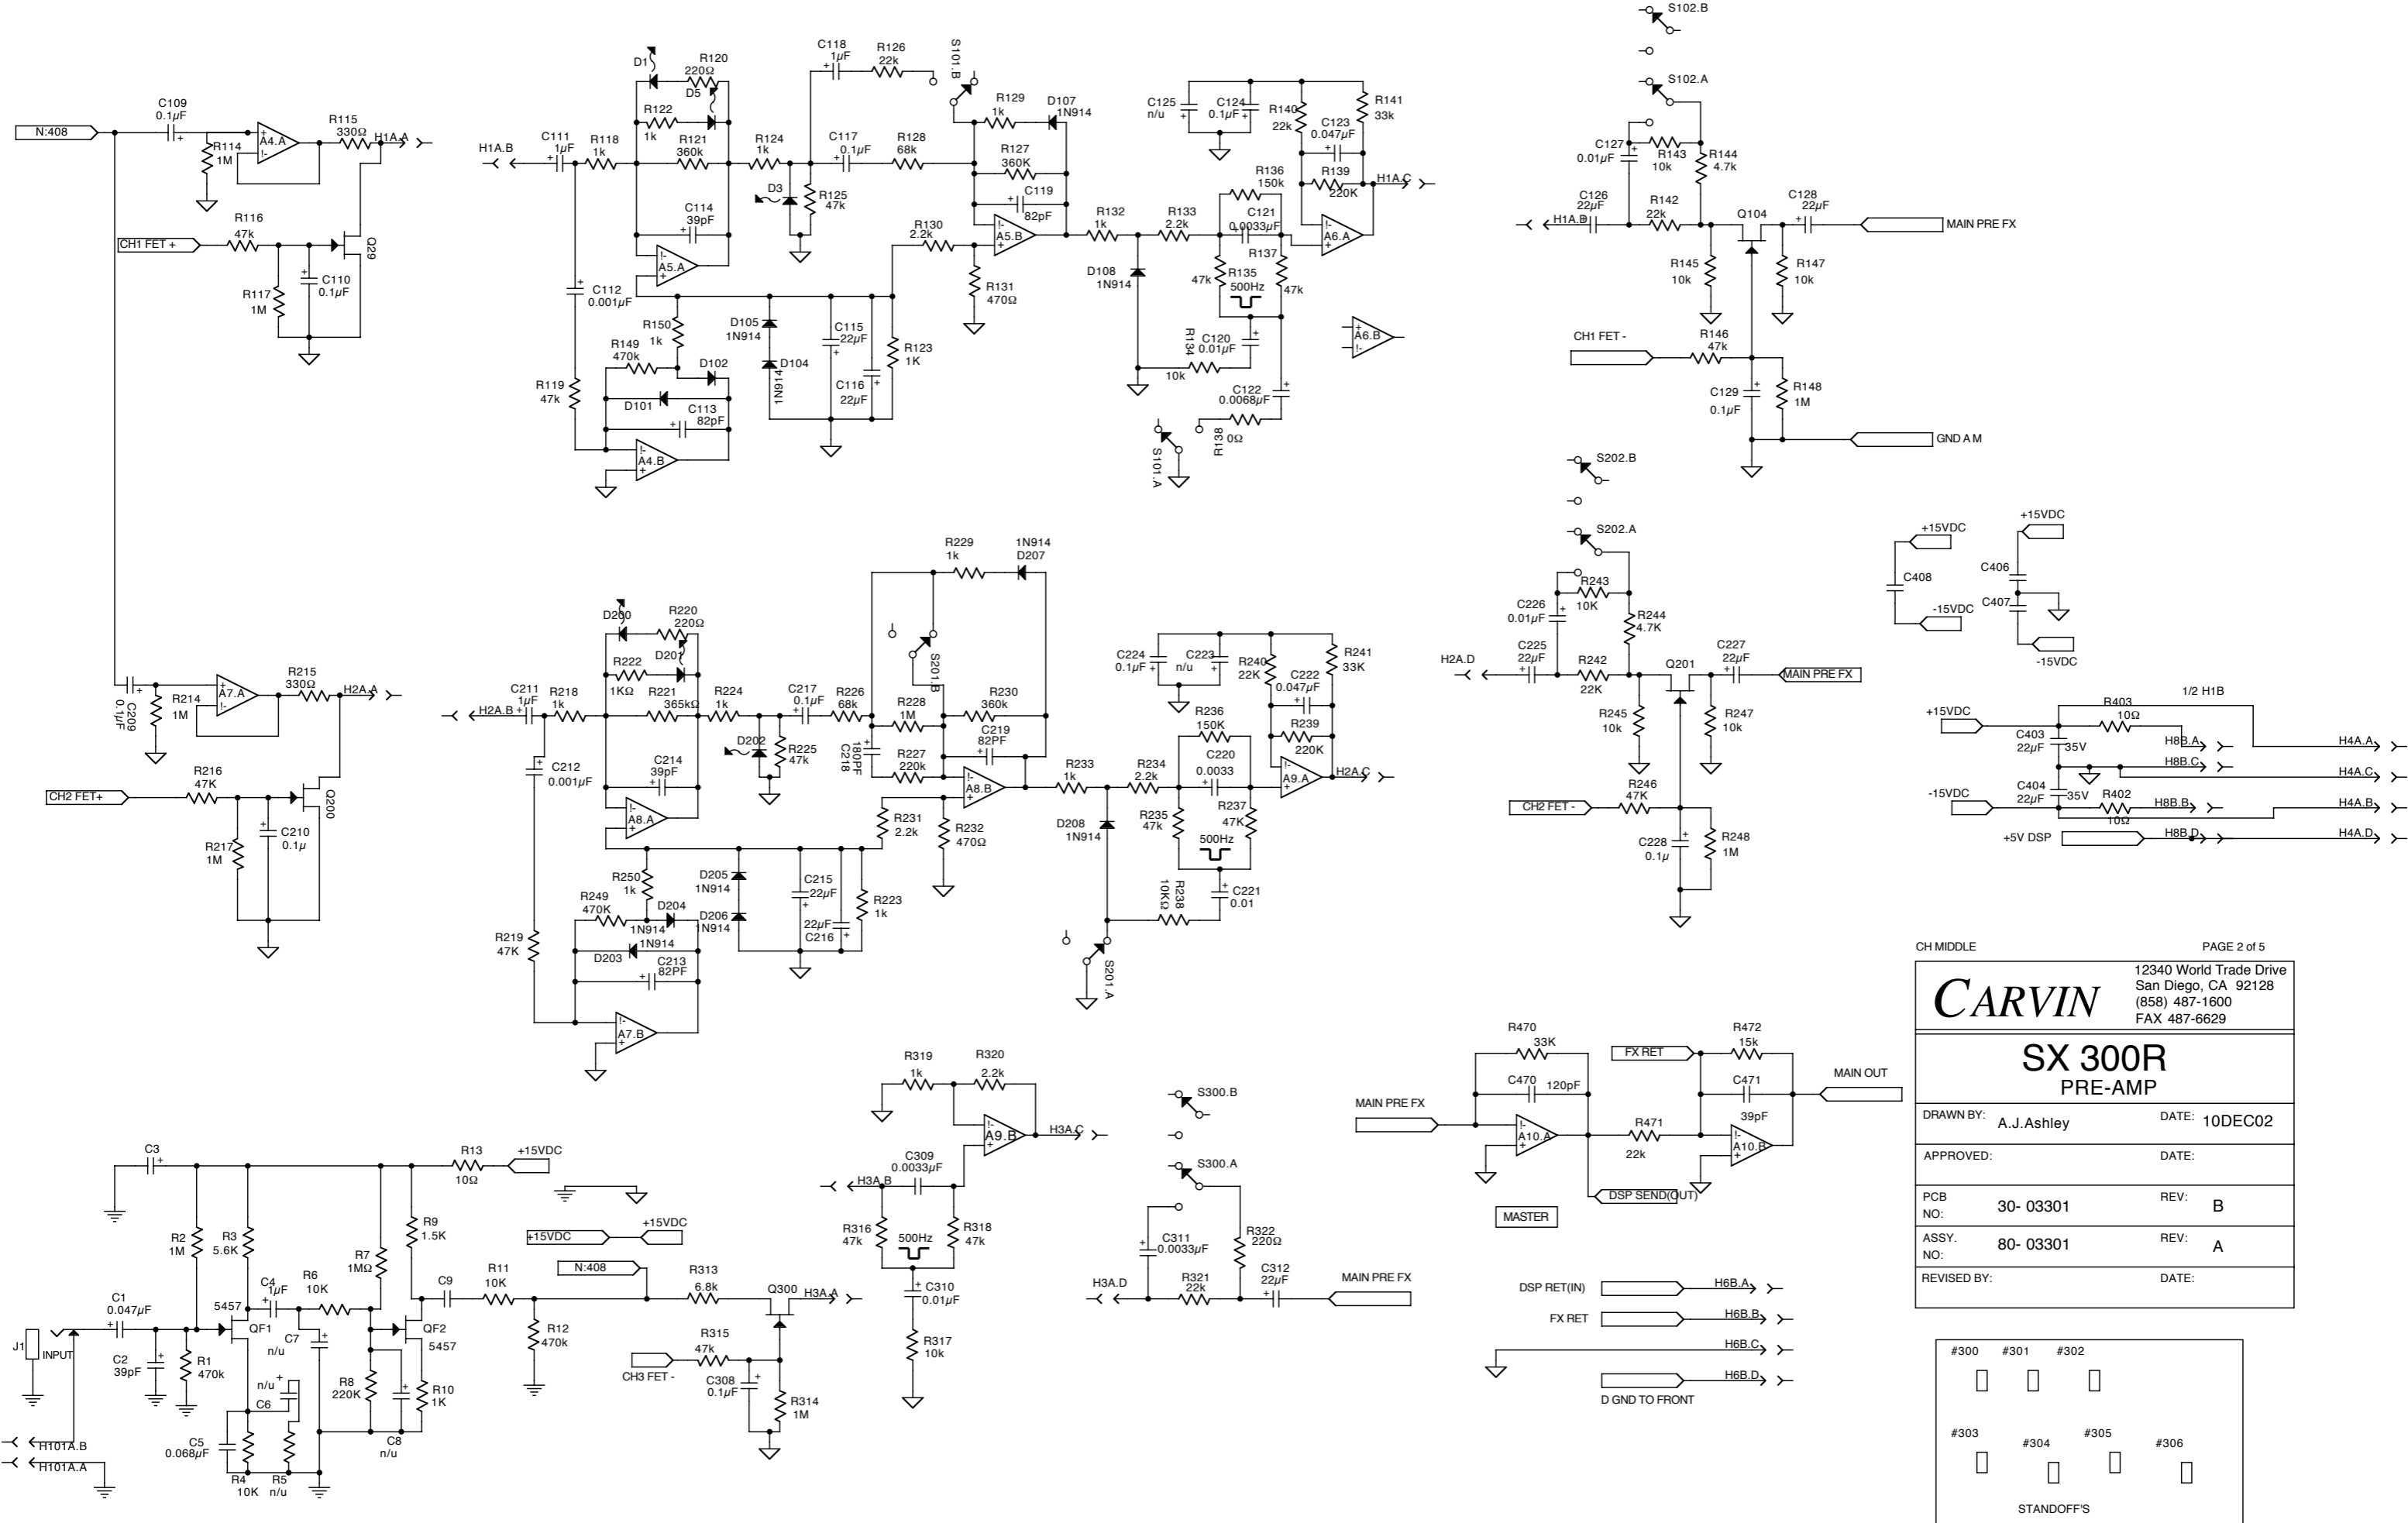 N:408
C109
0.1µF
R114
1M
A4.A
R115
330Ω
H1A.A
CH1 FET +
R116
47k
R117
1M
C110
0.1µF
Q29
H1A.B
C111
1µF
R118
1k
D1
R120
220Ω
D5
R122
1k
R121
360k
C114
39pF
A5.A
C112
0.001µF
R119
47k
R150
1k
R149
470k
D102
D101
C113
82pF
A4.B
R124
1k
D3
R125
47k
C118
1µF
R126
22k
C117
0.1µF
R128
68k
S101.B
R129
1k
D107
1N914
R127
360K
C119
82pF
A5.B
R130
2.2k
R131
470Ω
D105
1N914
D104
1N914
C115
22µF
C116
22µF
R123
1K
R132
1k
R133
2.2k
D108
1N914
R136
150k
C121
0.0033µF
R135
47k
R137
47k
500Hz
R134
10k
C120
0.01µF
C122
0.0068µF
R138
0Ω
S101.A
C125
n/u
C124
0.1µF
R140
22k
R141
33k
C123
0.047µF
R139
220K
A6.A
H1A.C
A6.B
S102.B
S102.A
C127
0.01µF
R143
10k
R144
4.7k
C126
22µF
H1A.D
R142
22k
Q104
C128
22µF
MAIN PRE FX
R145
10k
R147
10k
CH1 FET -
R146
47k
C129
0.1µF
R148
1M
GND A M
C209
0.1µF
R214
1M
A7.A
R215
330Ω
H2A.A
CH2 FET+
R216
47K
R217
1M
C210
0.1µ
Q200
H2A.B
C211
1µF
R218
1k
D200
R220
220Ω
D201
R222
1KΩ
R221
365kΩ
C214
39pF
A8.A
C212
0.001µF
R219
47K
R250
1k
R249
470K
D204
1N914
1N914
D203
C213
82PF
A7.B
R224
1k
D202
R225
47k
C217
0.1µF
R226
68k
R229
1k
1N914
D207
S201.B
R228
1M
R230
360k
C218
180PF
R227
220k
C219
82PF
A8.B
R231
2.2k
R232
470Ω
D205
1N914
D206
1N914
C215
22µF
22µF
C216
R223
1k
R233
1k
R234
2.2k
D208
1N914
R236
150K
C220
0.0033
R235
47k
R237
47K
500Hz
R238
10KΩ
C221
0.01
S201.A
C224
0.1µF
C223
n/u
R240
22K
R241
33K
C222
0.047µF
R239
220K
A9.A
H2A.C
S202.B
S202.A
C226
0.01µF
R243
10K
R244
4.7K
H2A.D
C225
22µF
R242
22K
Q201
C227
22µF
MAIN PRE FX
R245
10k
R247
10k
CH2 FET -
R246
47K
C228
0.1µ
R248
1M
+15VDC
C408
-15VDC
+15VDC
C406
C407
-15VDC
1/2 H1B
+15VDC
R403
10Ω
C403
22µF
35V
H8B.A
H4A.A
H8B.C
H4A.C
C404
22µF
35V
-15VDC
R402
10Ω
H8B.B
H4A.B
+5V DSP
H8B.D
H4A.D
J1
INPUT
H101A.B
H101A.A
C1
0.047µF
C2
39pF
R1
470k
C3
R2
1M
R3
5.6K
5457
QF1
C4
1µF
R6
10K
C7
n/u
n/u
C6
C5
0.068µF
R4
10K
R5
n/u
R7
1MΩ
R8
220K
C8
n/u
R9
1.5K
QF2
5457
R10
1K
R13
10Ω
+15VDC
C9
R11
10K
R12
470k
+15VDC
+15VDC
N:408
R313
6.8k
Q300
H3A.A
CH3 FET -
R315
47k
C308
0.1µF
R314
1M
R319
1k
R320
2.2k
A9.B
H3A.C
H3A.B
C309
0.0033µF
R316
47k
R318
47k
500Hz
C310
0.01µF
R317
10k
S300.B
S300.A
H3A.D
C311
0.0033µF
R321
22k
R322
220Ω
C312
22µF
MAIN PRE FX
MAIN PRE FX
R470
33K
C470
120pF
A10.A
R471
22k
FX RET
R472
15k
C471
39pF
A10.B
MAIN OUT
DSP SEND(OUT)
MASTER
DSP RET(IN)
H6B.A
FX RET
H6B.B
H6B.C
H6B.D
D GND TO FRONT
CH MIDDLE
PAGE 2 of 5
CARVIN
12340 World Trade Drive
San Diego, CA 92128
(858) 487-1600
FAX 487-6629
SX 300R
PRE-AMP
DRAWN BY: A.J.Ashley DATE: 10DEC02
APPROVED: DATE:
PCB NO: 30- 03301 REV: B
ASSY. NO: 80- 03301 REV: A
REVISED BY: DATE:
#300 #301 #302
#303 #304 #305 #306
STANDOFF'S